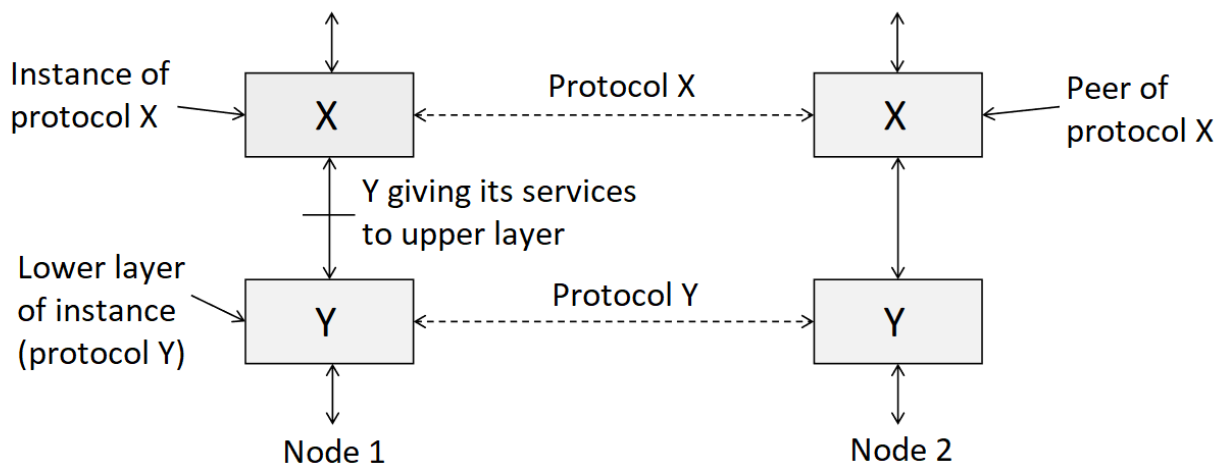 Instance of
protocol X
X
Protocol X
X
Peer of
protocol X
Y giving its services
to upper layer
Lower layer
of instance
(protocol Y)
Y
Protocol Y
Y
Node 1
Node 2